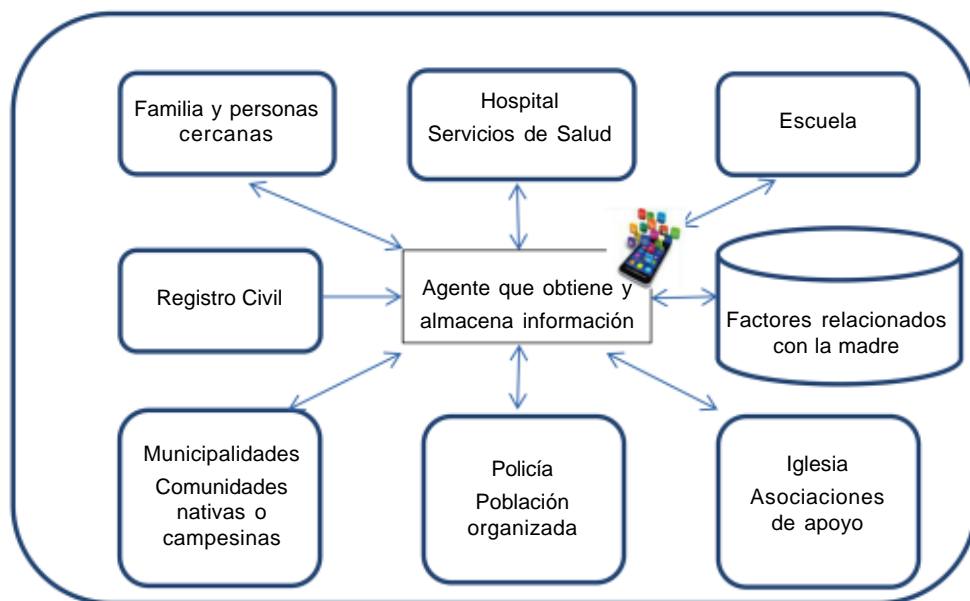 Familia y personas
cercanas
Hospital
Servicios de Salud
Escuela
Registro Civil
Agente que obtiene y
almacena información
Factores relacionados
con la madre
Municipalidades
Comunidades
nativas o
campesinas
Policía
Población
organizada
Iglesia
Asociaciones
de apoyo